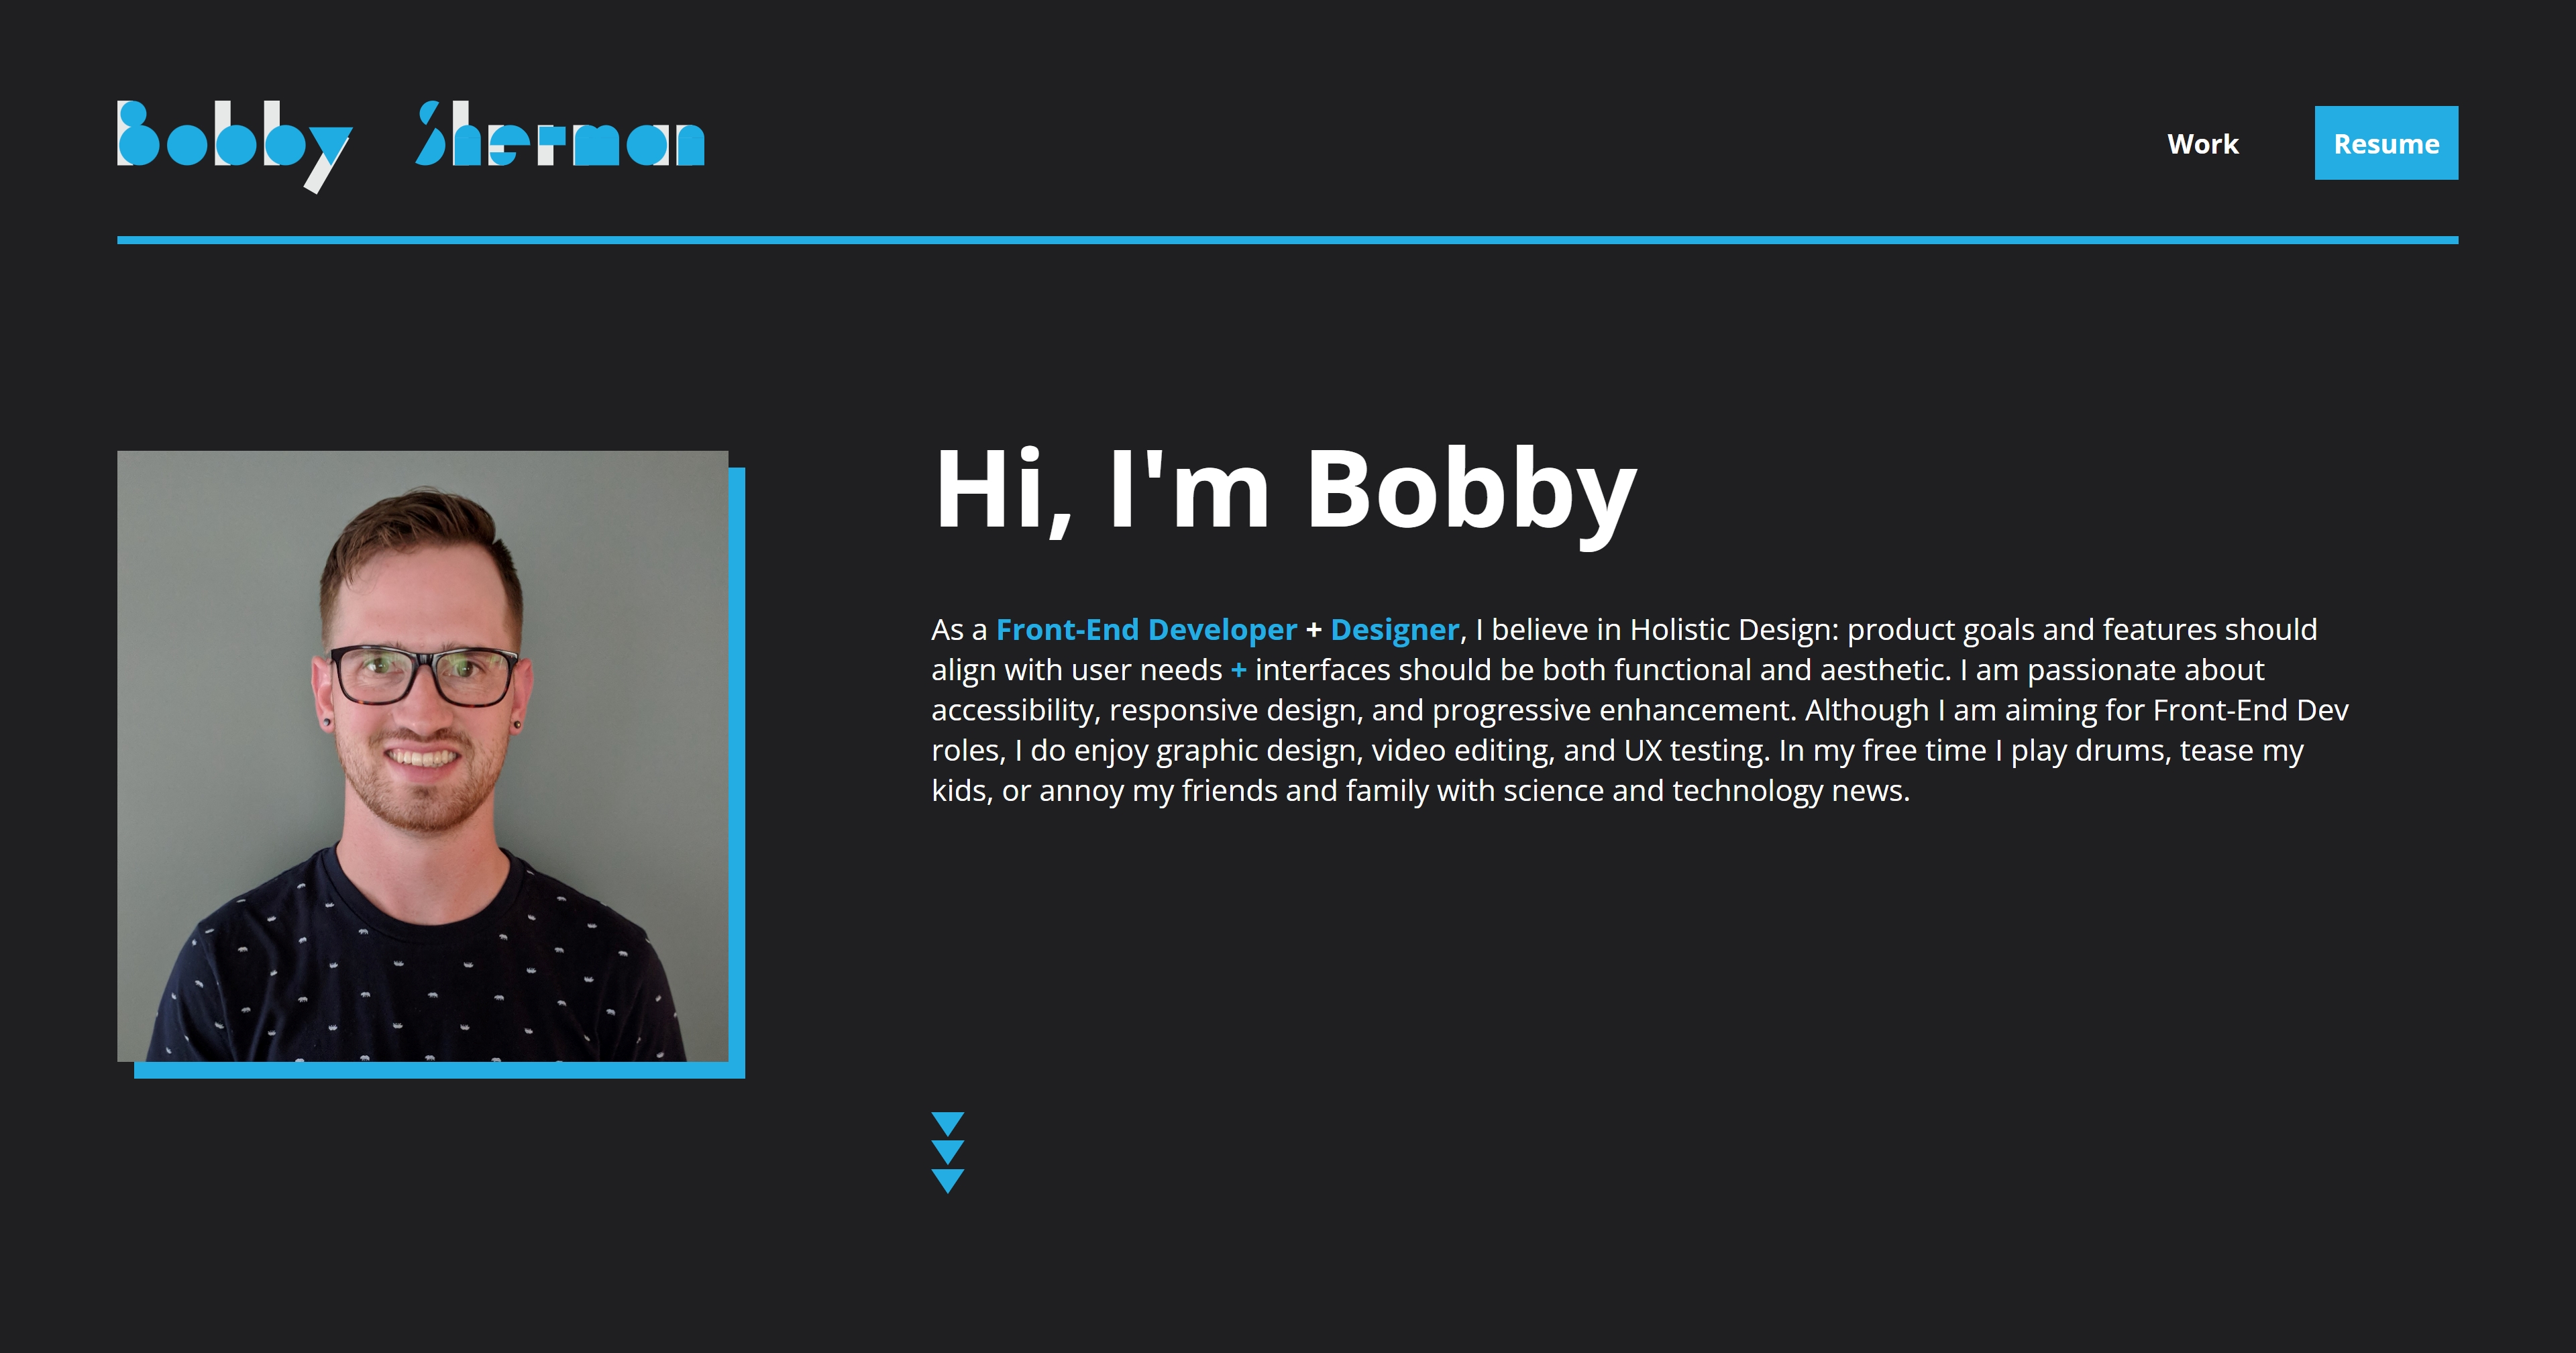 Bobby Sherman
Work
Resume
Hi, I'm Bobby
As a Front-End Developer + Designer, I believe in Holistic Design: product goals and features should
align with user needs + interfaces should be both functional and aesthetic. I am passionate about
accessibility, responsive design, and progressive enhancement. Although I am aiming for Front-End Dev
roles, I do enjoy graphic design, video editing, and UX testing. In my free time I play drums, tease my
kids, or annoy my friends and family with science and technology news.